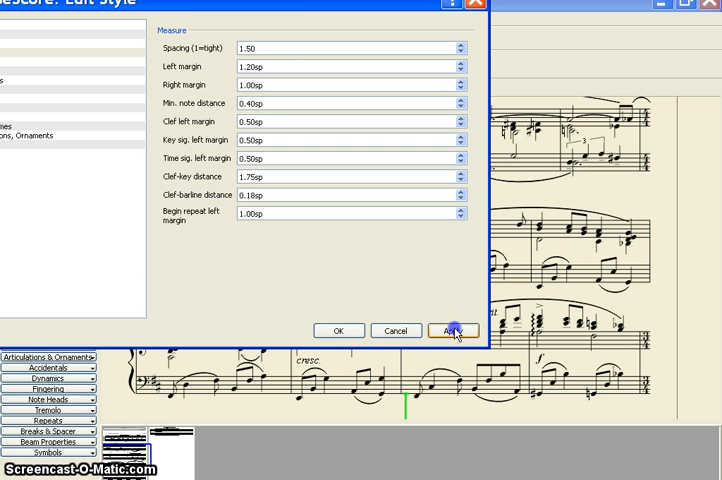 Edit Style
Measure
Spacing (1=tight) 1.50
Left margin 1.20sp
Right margin 1.00sp
Min. note distance 0.40sp
Clef left margin 0.50sp
Key sig. left margin 0.50sp
Time sig. left margin 0.50sp
Clef-key distance 1.75sp
Clef-barline distance 0.18sp
Begin repeat left
margin 1.00sp
ons, Ornaments
OK Cancel
3
cresc.
f
Articulations & Ornaments
Accidentals
Dynamics
Fingering
Note Heads
Tremolo
Repeats
Breaks & Spacer
Beam Properties
Symbols
Screencast-O-Matic.com